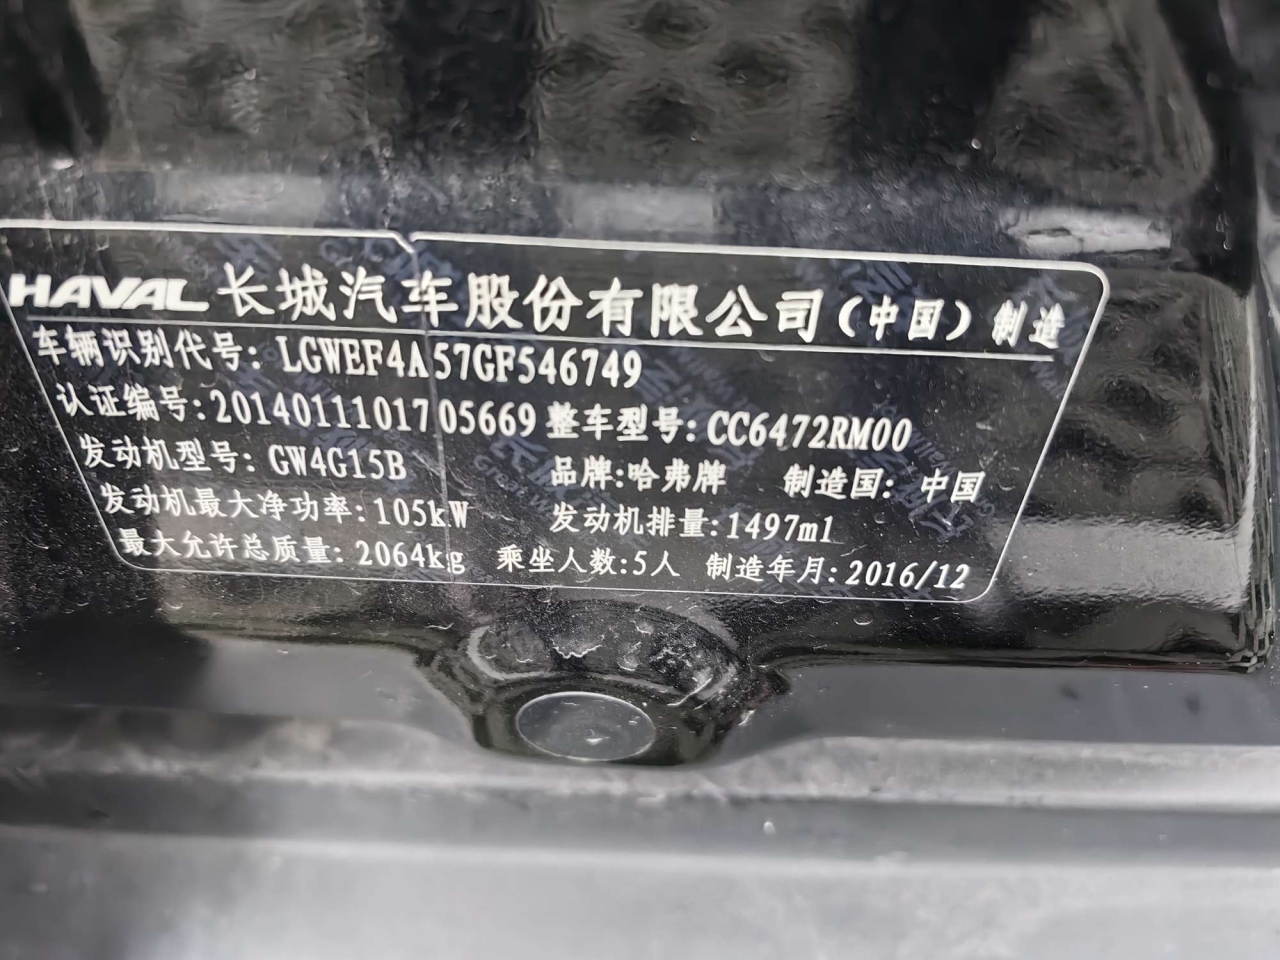 HAVAL 长城汽车股份有限公司（中国）制造
车辆识别代号：LGWEF4A57GF546749
认证编号：2014011101705669 整车型号：CC6472RM00
发动机型号：GW4G15B 品牌：哈弗牌 制造国：中国
发动机最大净功率：105kW 发动机排量：1497ml
最大允许总质量：2064kg 乘坐人数：5人 制造年月：2016/12